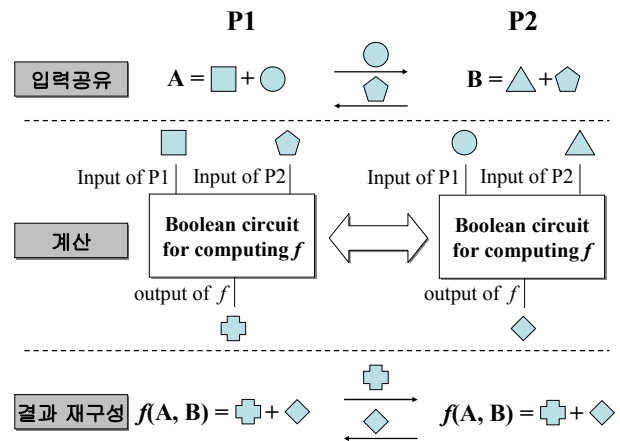 P1 P2
입력공유 A = + B = +
Input of P1 Input of P2 Input of P1 Input of P2
계산
Boolean circuit
for computing f
Boolean circuit
for computing f
output of f output of f
결과 재구성 f(A, B) = + f(A, B) = +